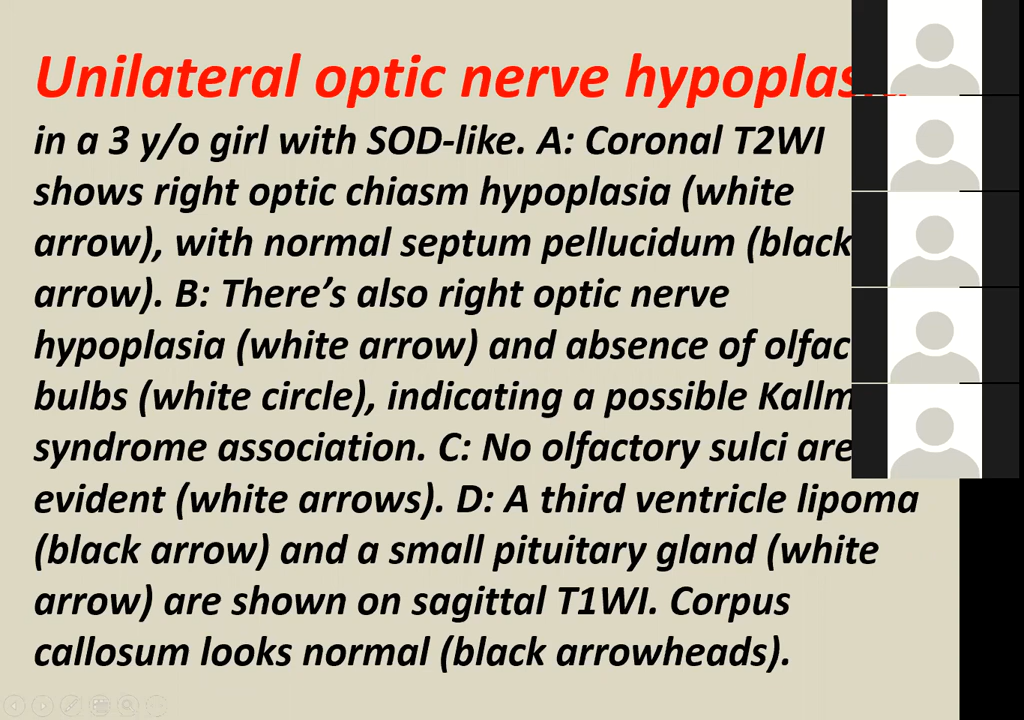 Unilateral optic nerve
in a 3 y/o girl with SOD-like. A: Coronal T2WI
shows right optic chiasm hypoplasia (white
arrow), with normal septum pellucidum (black
arrow). B: There’s also right optic nerve
hypoplasia (white arrow) and absence of
bulbs (white circle), indicating a possible
syndrome association. C: No olfactory sulci are
evident (white arrows). D: A third ventricle lipoma
(black arrow) and a small pituitary gland (white
arrow) are shown on sagittal T1WI. Corpus
callosum looks normal (black arrowheads).